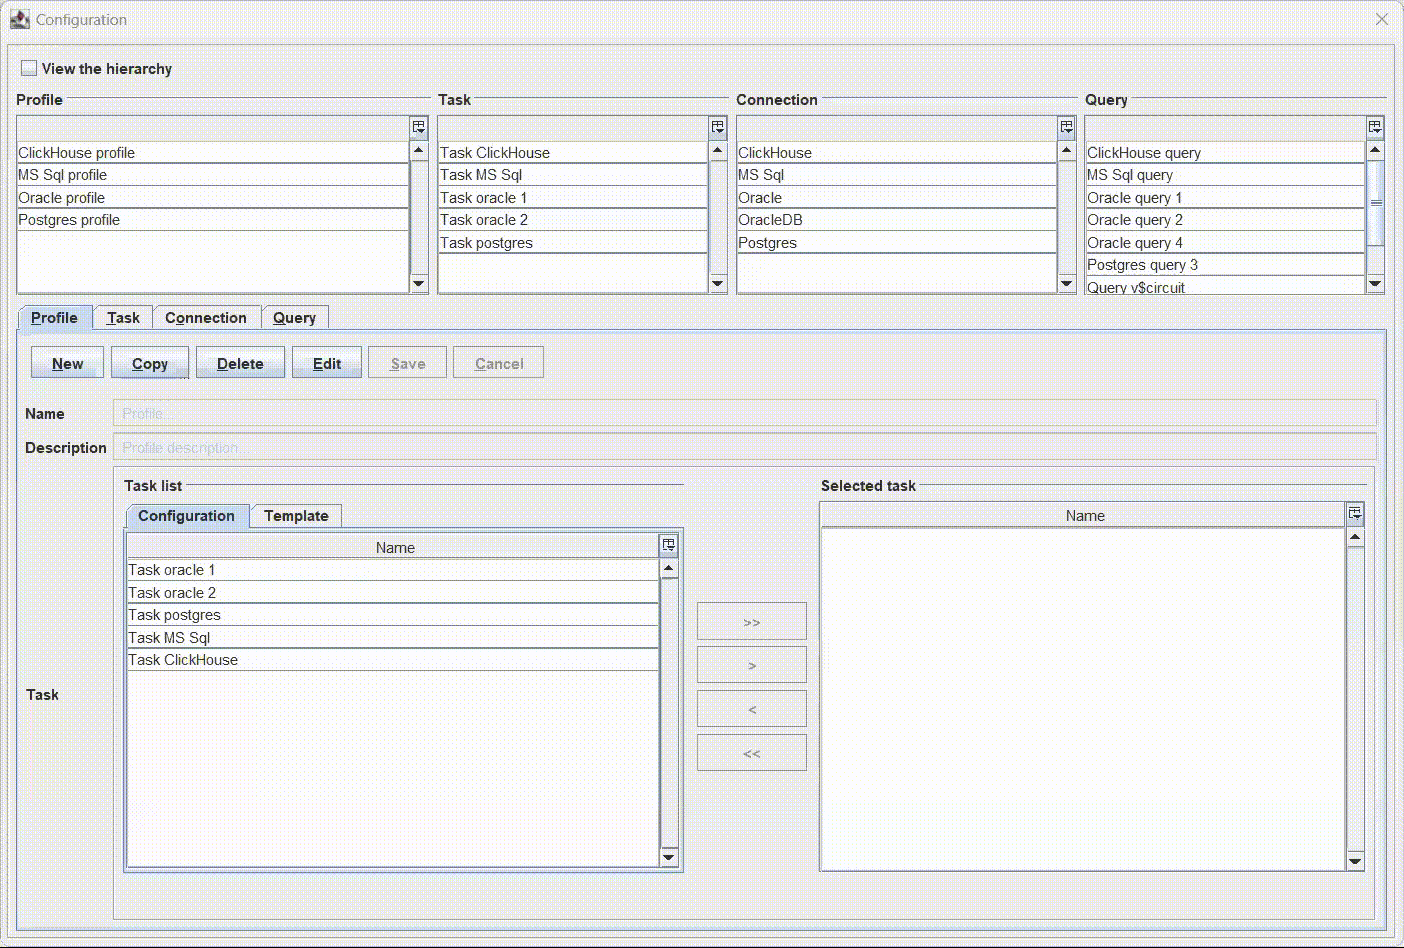 Configuration
View the hierarchy
Profile
ClickHouse profile
MS Sql profile
Oracle profile
Postgres profile
Task
Task ClickHouse
Task MS Sql
Task oracle 1
Task oracle 2
Task postgres
Connection
ClickHouse
MS Sql
Oracle
OracleDB
Postgres
Query
ClickHouse query
MS Sql query
Oracle query 1
Oracle query 2
Oracle query 4
Postgres query 3
Query v$circuit
Profile Task Connection Query
New Copy Delete Edit Save Cancel
Name Profile...
Description Profile description...
Task
Task list
Configuration Template
Name
Task oracle 1
Task oracle 2
Task postgres
Task MS Sql
Task ClickHouse
>>
>
<
<<
Selected task
Name